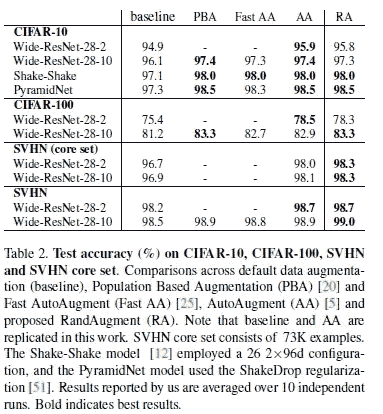 baseline PBA Fast AA AA RA
CIFAR-10
Wide-ResNet-28-2 94.9 - - 95.9 95.8
Wide-ResNet-28-10 96.1 97.4 97.3 97.4 97.3
Shake-Shake 97.1 98.0 98.0 98.0 98.0
PyramidNet 97.3 98.5 98.3 98.5 98.5
CIFAR-100
Wide-ResNet-28-2 75.4 - - 78.5 78.3
Wide-ResNet-28-10 81.2 83.3 82.7 82.9 83.3
SVHN (core set)
Wide-ResNet-28-2 96.7 - - 98.0 98.3
Wide-ResNet-28-10 96.9 - - 98.1 98.3
SVHN
Wide-ResNet-28-2 98.2 - - 98.7 98.7
Wide-ResNet-28-10 98.5 98.9 98.8 98.9 99.0
Table 2. Test accuracy (%) on CIFAR-10, CIFAR-100, SVHN
and SVHN core set. Comparisons across default data augmenta-
tion (baseline), Population Based Augmentation (PBA) [20] and
Fast AutoAugment (Fast AA) [25], AutoAugment (AA) [5] and
proposed RandAugment (RA). Note that baseline and AA are
replicated in this work. SVHN core set consists of 73K examples.
The Shake-Shake model [12] employed a 26 2×96d configura-
tion, and the PyramidNet model used the ShakeDrop regulariza-
tion [51]. Results reported by us are averaged over 10 independent
runs. Bold indicates best results.